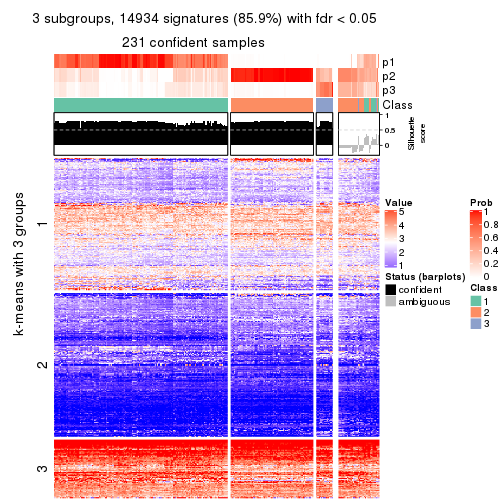 3 subgroups, 14934 signatures (85.9%) with fdr < 0.05
231 confident samples
p1
p2
p3
Class
1
0.5
0
Silhouette
score
k-means with 3 groups
1
2
3
Value
5
4
3
2
1
Status (barplots)
confident
ambiguous
Prob
1
0.8
0.6
0.4
0.2
0
Class
1
2
3